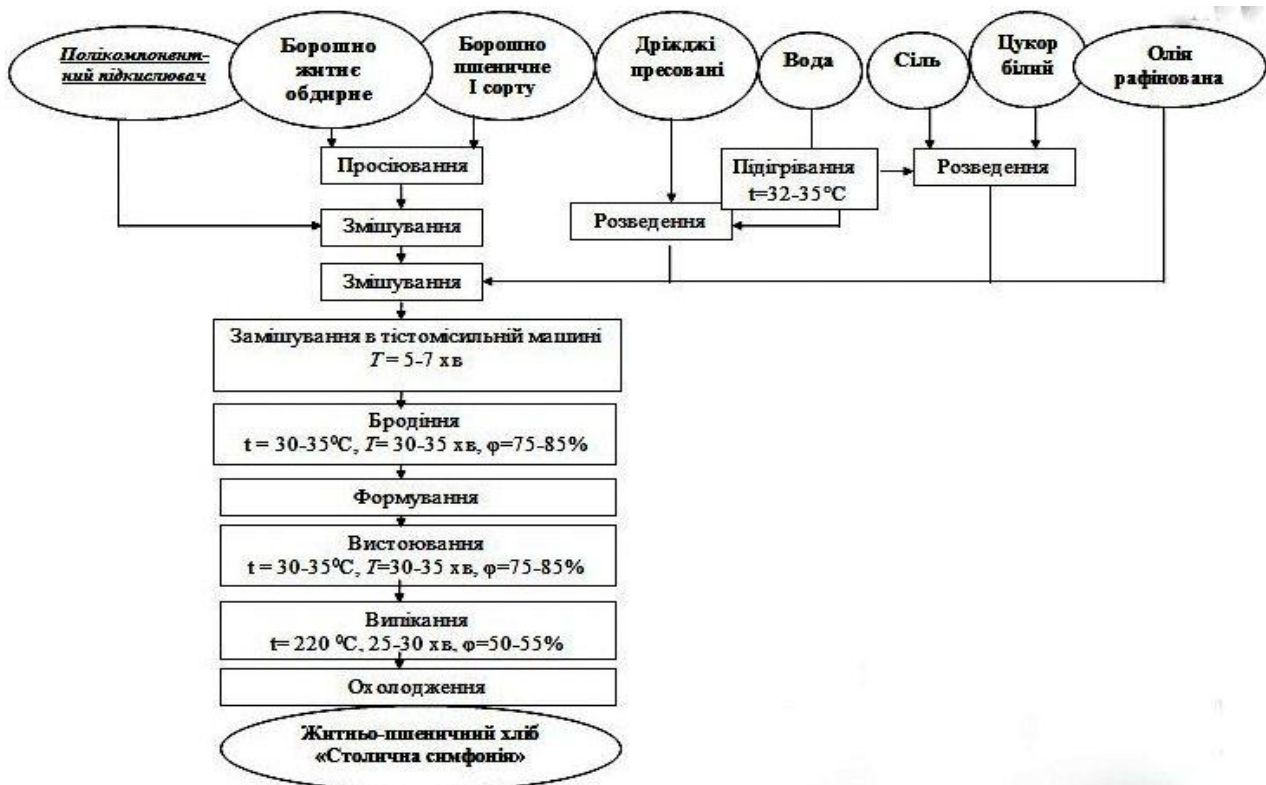 Полікомпонент-
ний підкислювач
Борошно
житнє
обдирне
Борошно
пшеничне
І сорту
Дріжджі
пресовані
Вода
Сіль
Цукор
білий
Олія
рафінована
Просіювання
Підігрівання
t=32-35°C
Розведення
Змішування
Розведення
Змішування
Замішування в тістомісильній машині
T = 5-7 хв
Бродіння
t = 30-35⁰C, T= 30-35 хв, φ=75-85%
Формування
Вистоювання
t = 30-35⁰C, T=30-35 хв, φ=75-85%
Випікання
t= 220 ⁰C, 25-30 хв, φ=50-55%
Охолодження
Житньо-пшеничний хліб
«Столична симфонія»